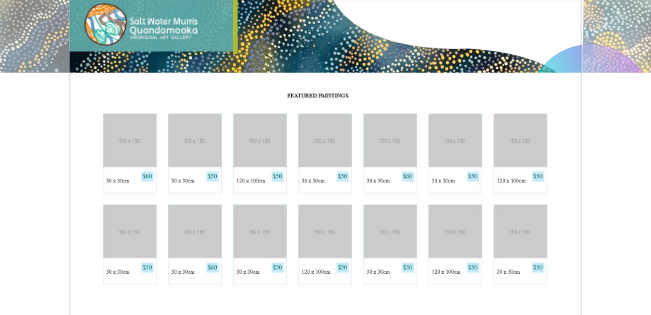 Salt Water Murris
Quandamooka
ABORIGINAL ART GALLERY
FEATURED PAINTINGS
150 x 150 150 x 150 150 x 150 150 x 150 150 x 150 150 x 150 150 x 150
30 x 30cm $60 30 x 30cm $50 120 x 100cm $50 30 x 30cm $50 30 x 30cm $60 30 x 30cm $50 120 x 100cm $50
150 x 150 150 x 150 150 x 150 150 x 150 150 x 150 150 x 150 150 x 150
30 x 30cm $50 30 x 30cm $60 30 x 30cm $50 120 x 100cm $50 30 x 30cm $50 120 x 100cm $50 30 x 30cm $50